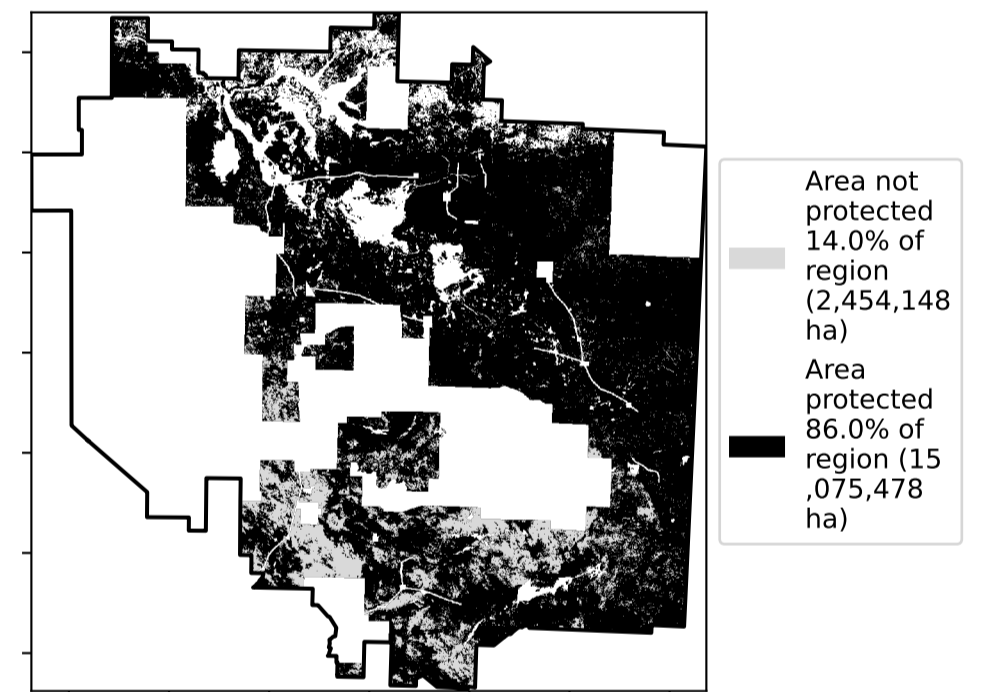 Area not
protected
14.0% of
region
(2,454,148
ha)
Area
protected
86.0% of
region (15
,075,478
ha)